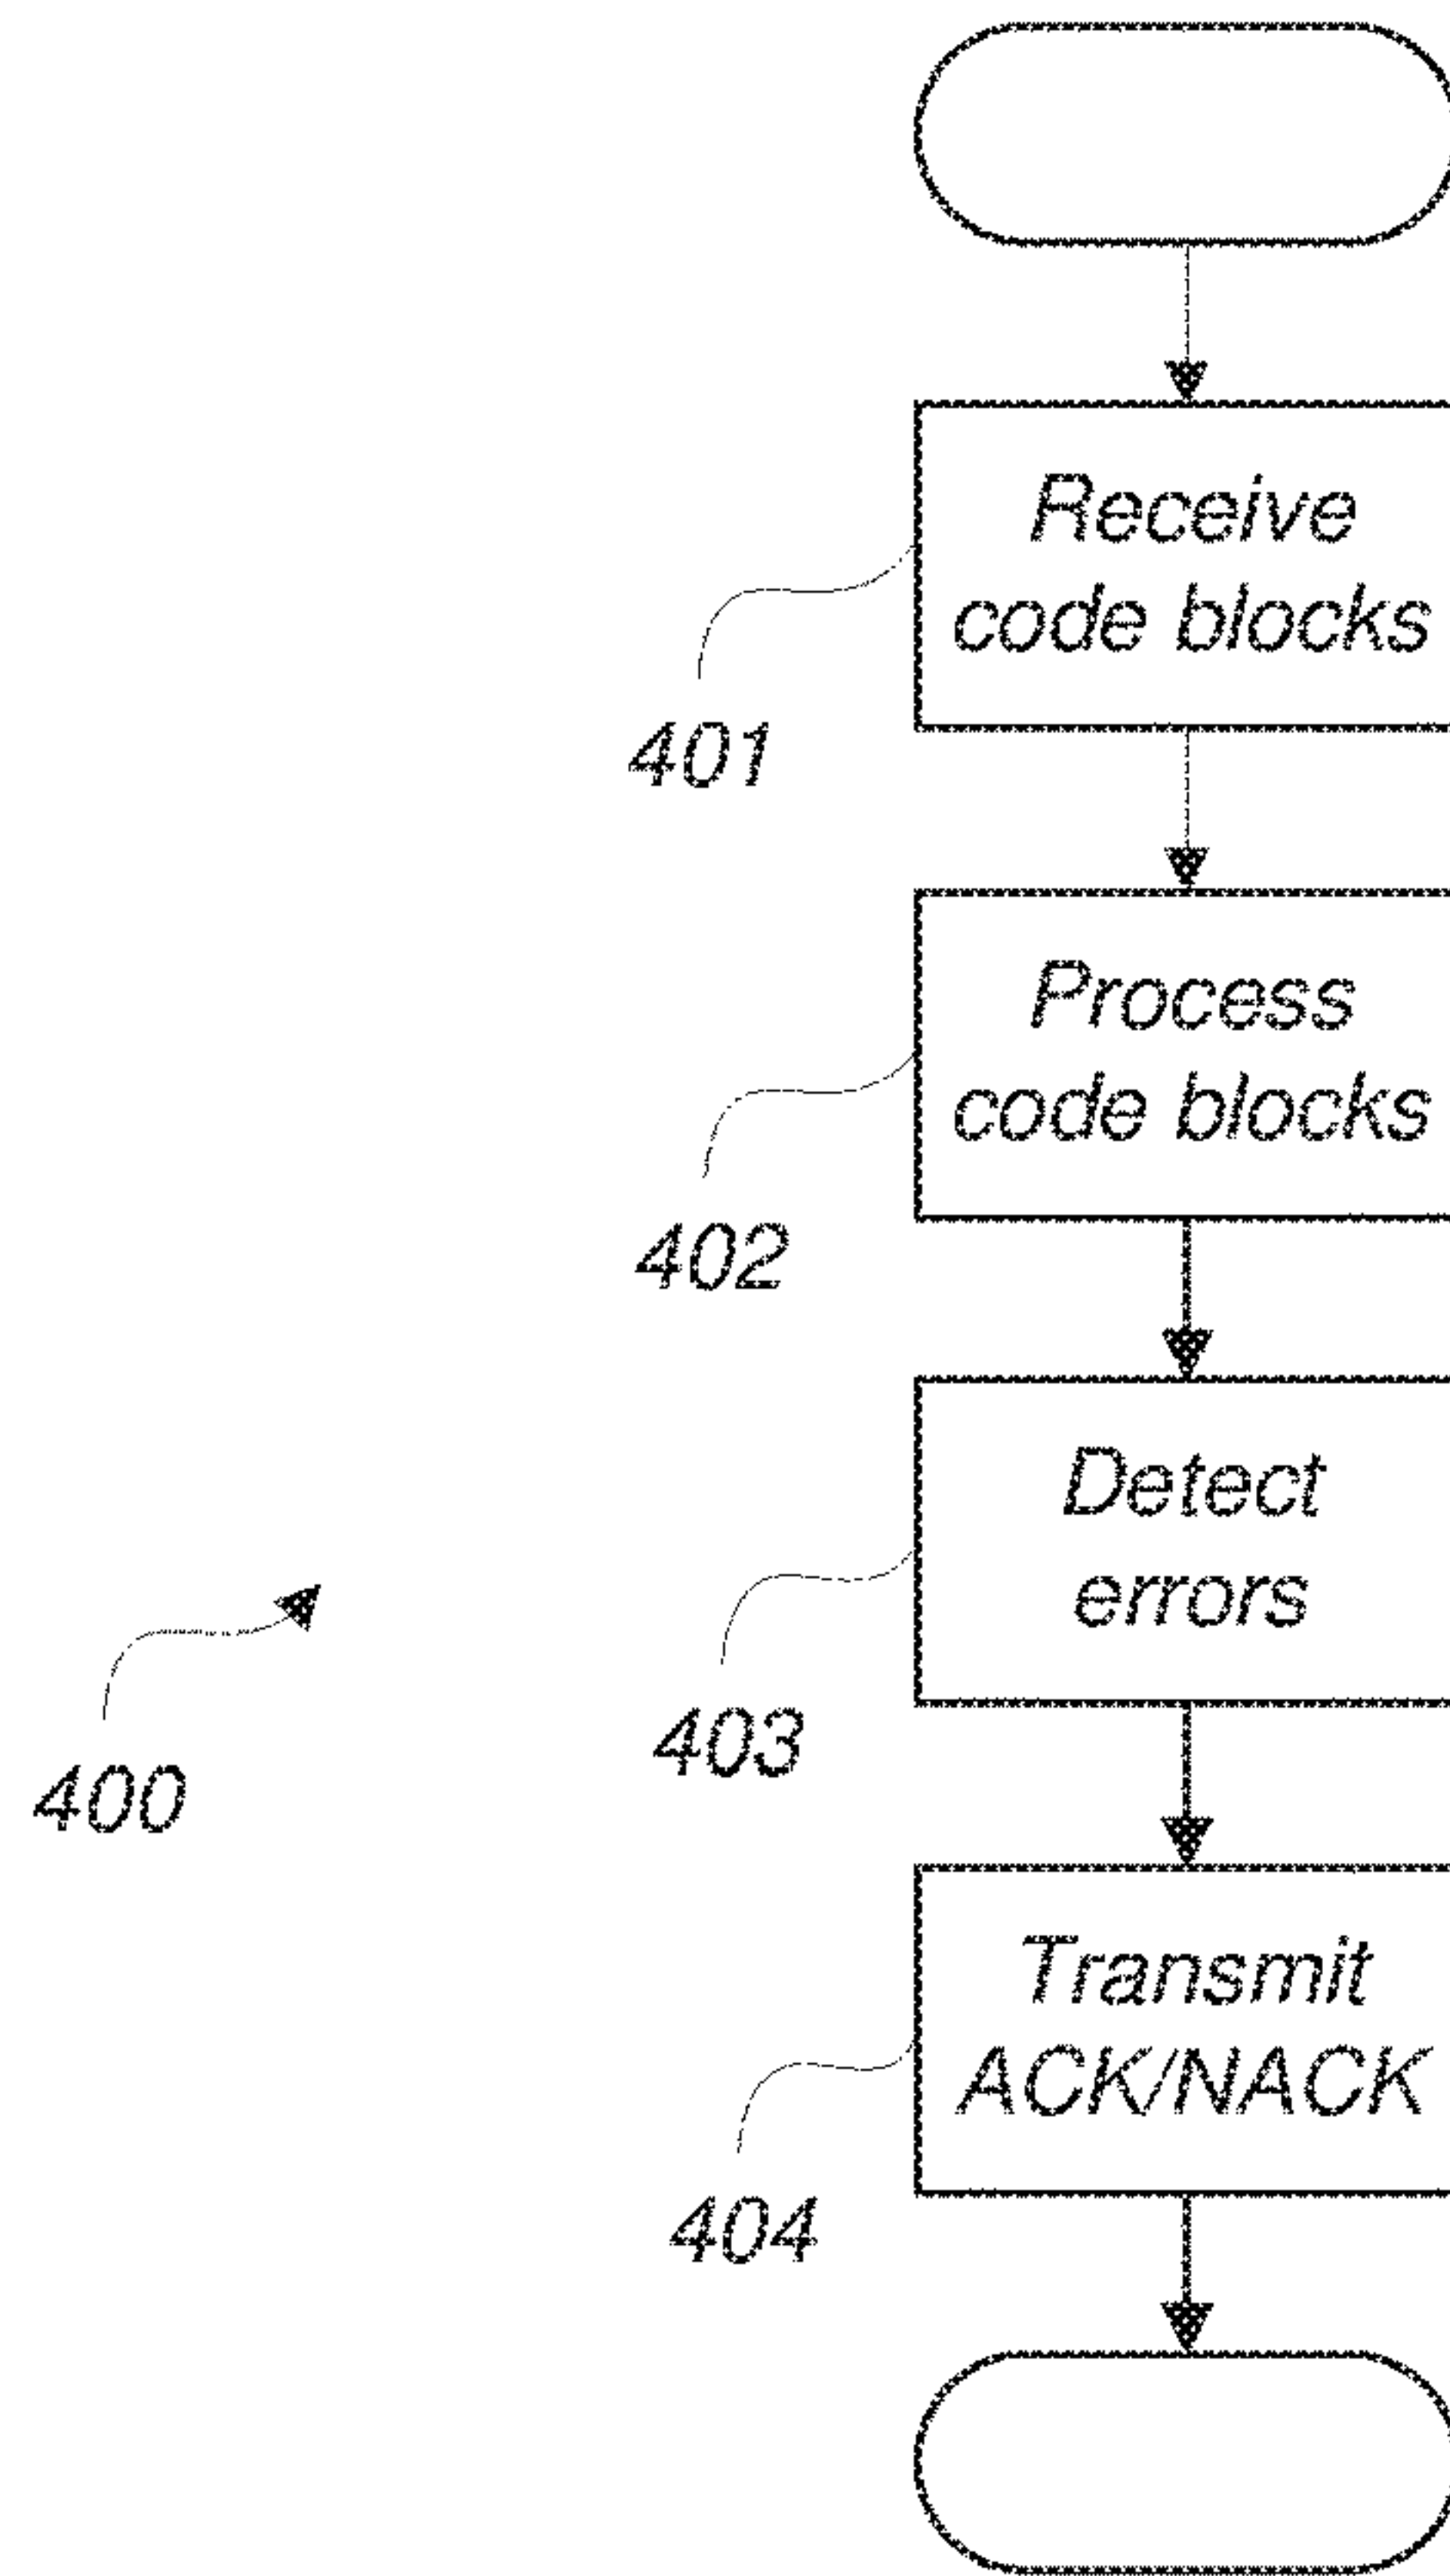 Receive
code blocks
401
Process
code blocks
402
Detect
errors
403
400
Transmit
ACK/NACK
404